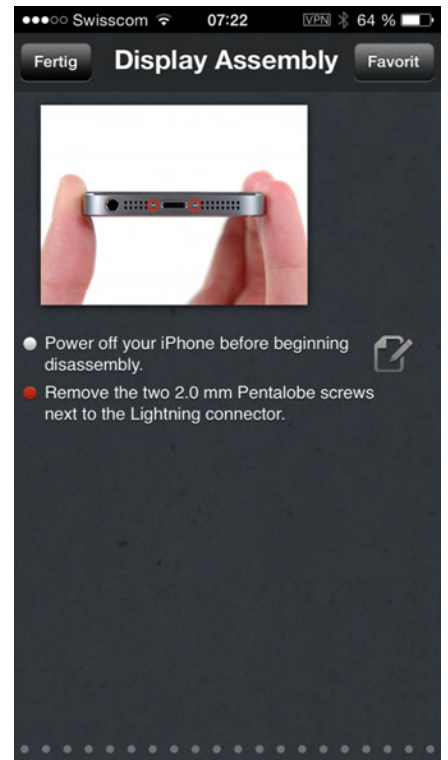 Swisscom 07:22 VPN 64 %
Fertig Display Assembly Favorit
Power off your iPhone before beginning
disassembly.
Remove the two 2.0 mm Pentalobe screws
next to the Lightning connector.